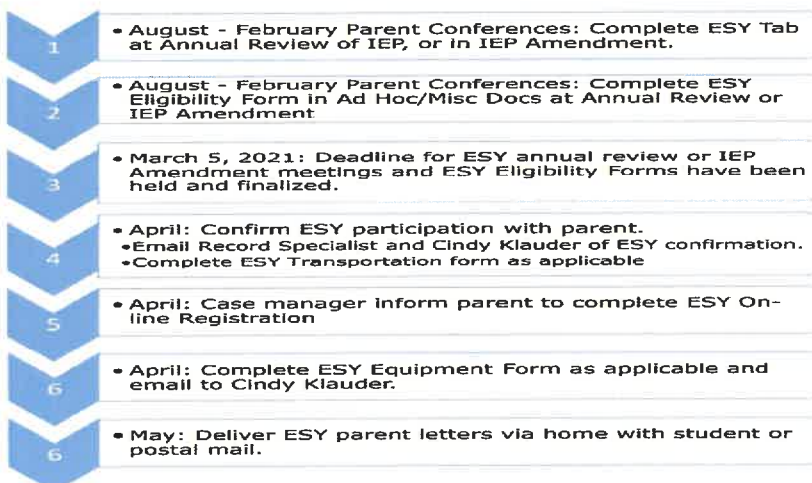 1
• August - February Parent Conferences: Complete ESY Tab
at Annual Review of IEP, or in IEP Amendment.
2
• August - February Parent Conferences: Complete ESY
Eligibility Form in Ad Hoc/Misc Docs at Annual Review or
IEP Amendment
3
• March 5, 2021: Deadline for ESY annual review or IEP
Amendment meetings and ESY Eligibility Forms have been
held and finalized.
4
• April: Confirm ESY participation with parent.
•Email Record Specialist and Cindy Klauder of ESY confirmation.
•Complete ESY Transportation form as applicable
5
• April: Case manager inform parent to complete ESY On-
line Registration
6
• April: Complete ESY Equipment Form as applicable and
email to Cindy Klauder.
6
• May: Deliver ESY parent letters via home with student or
postal mail.